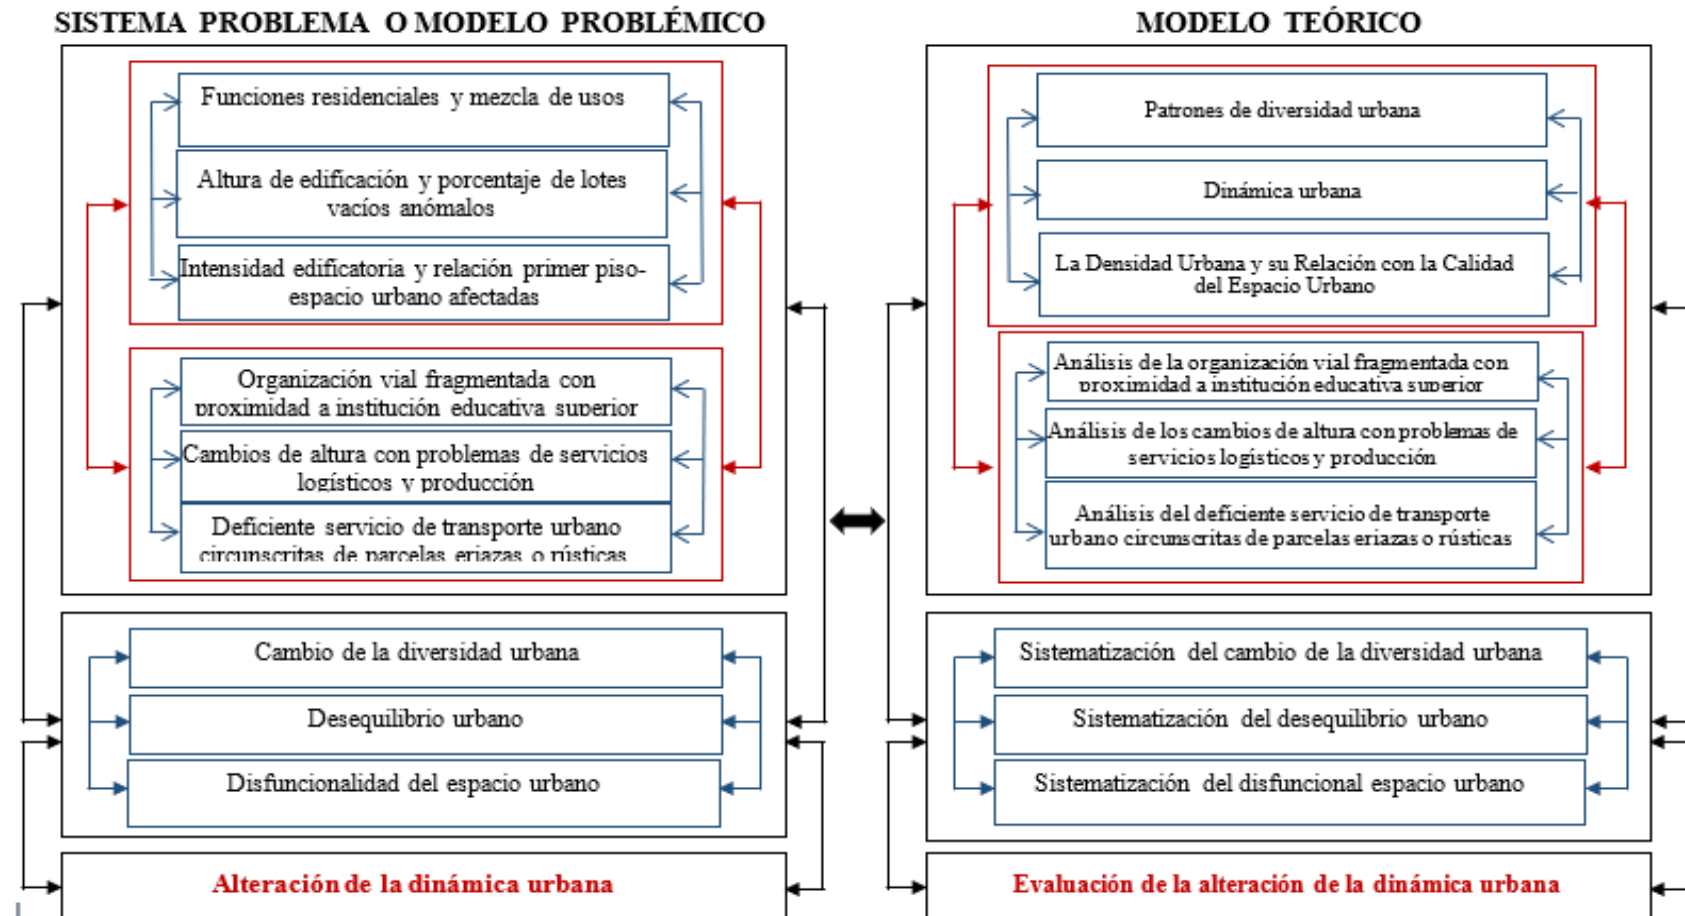 SISTEMA PROBLEMA O MODELO PROBLÉMICO
Funciones residenciales y mezcla de usos
Altura de edificación y porcentaje de lotes
vacíos anómalos
Intensidad edificatoria y relación primer piso-
espacio urbano afectadas
Organización vial fragmentada con
proximidad a institución educativa superior
Cambios de altura con problemas de servicios
logísticos y producción
Deficiente servicio de transporte urbano
circunscritas de parcelas eriazas o rústicas
Cambio de la diversidad urbana
Desequilibrio urbano
Disfuncionalidad del espacio urbano
Alteración de la dinámica urbana
MODELO TEÓRICO
Patrones de diversidad urbana
Dinámica urbana
La Densidad Urbana y su Relación con la Calidad
del Espacio Urbano
Análisis de la organización vial fragmentada con
proximidad a institución educativa superior
Análisis de los cambios de altura con problemas de
servicios logísticos y producción
Análisis del deficiente servicio de transporte
urbano circunscritas de parcelas eriazas o rústicas
Sistematización del cambio de la diversidad urbana
Sistematización del desequilibrio urbano
Sistematización del disfuncional espacio urbano
Evaluación de la alteración de la dinámica urbana